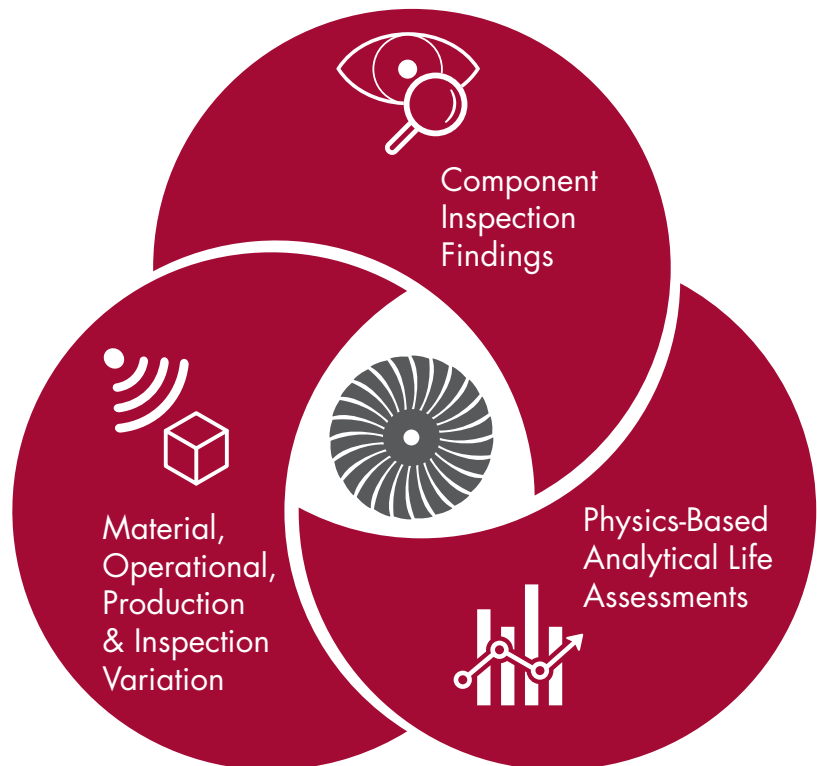 Component
Inspection
Findings
Material,
Operational,
Production
& Inspection
Variation
Physics-Based
Analytical Life
Assessments